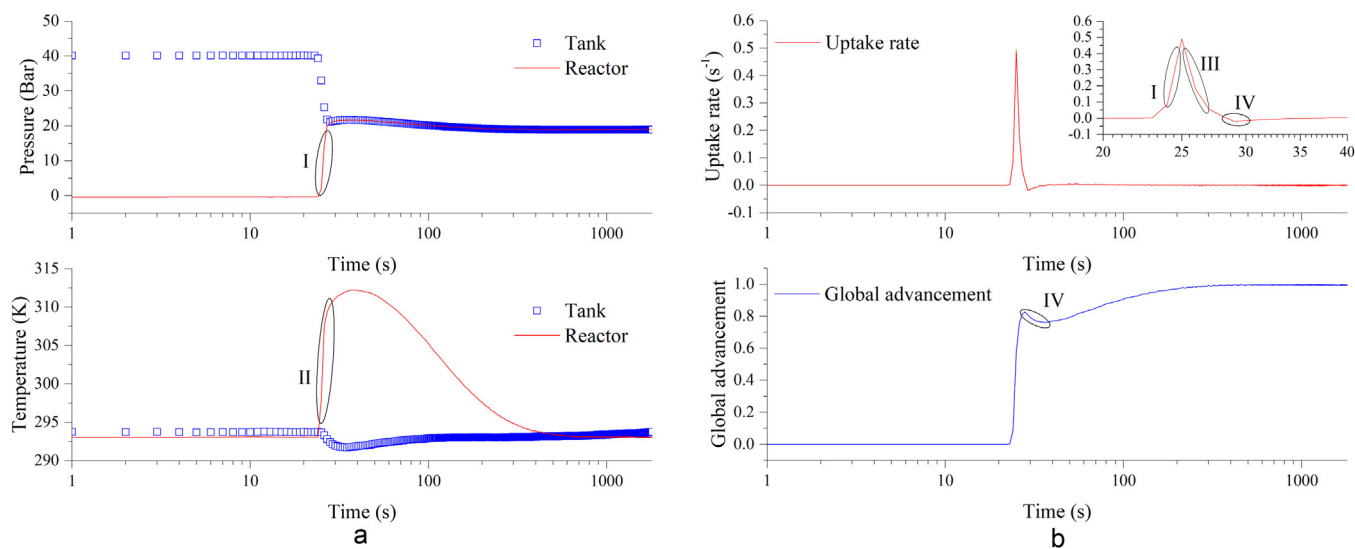 50
40
30
20
10
0
Pressure (Bar)
Tank
Reactor
I
1
10
100
1000
Time (s)
315
310
305
300
295
290
Temperature (K)
Tank
Reactor
II
1
10
100
1000
Time (s)
a
0.6
0.5
0.4
0.3
0.2
0.1
0.0
-0.1
Uptake rate (s-1)
Uptake rate
0.6
0.5
0.4
0.3
0.2
0.1
0.0
-0.1
I
III
IV
20
25
30
35
40
1
10
100
1000
Time (s)
1.0
0.8
0.6
0.4
0.2
0.0
Global advancement
Global advancement
IV
1
10
100
1000
Time (s)
b